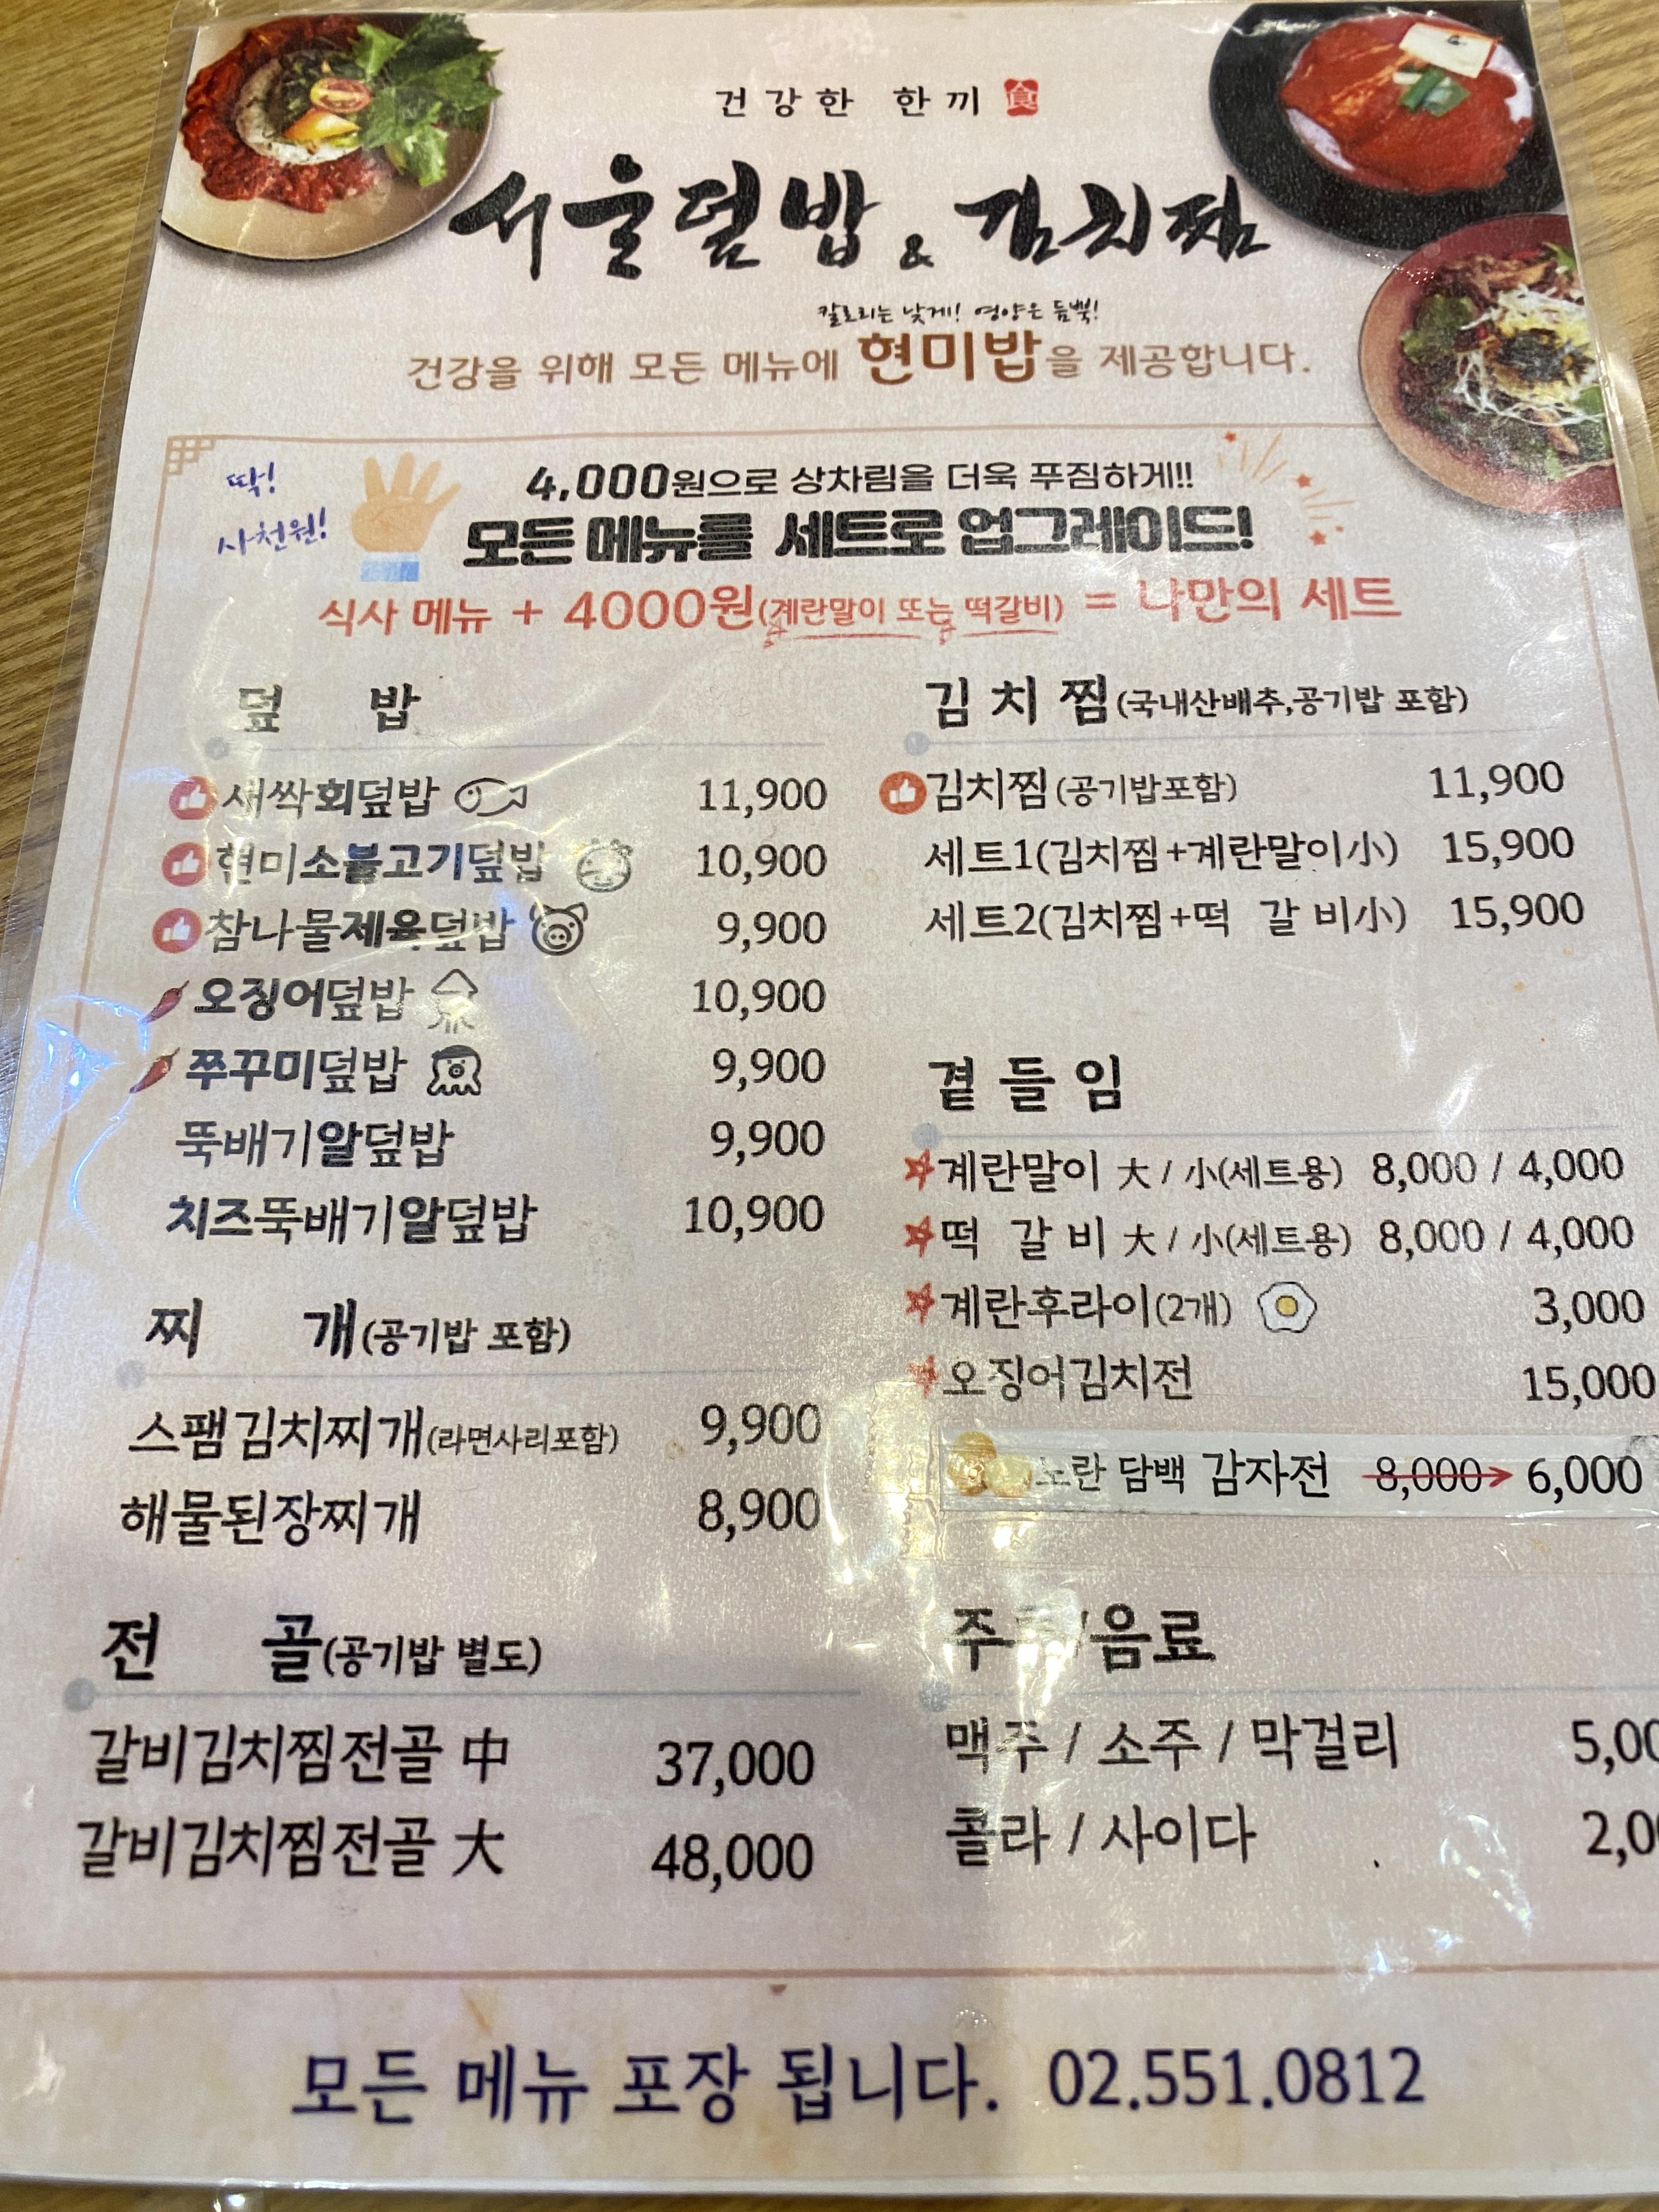 건강한 한끼 食
서울덮밥 & 김치찜
칼로리는 낮게! 영양은 듬뿍!
건강을 위해 모든 메뉴에 현미밥을 제공합니다.
딱!
사천원!
4,000원으로 상차림을 더욱 푸짐하게!!
모든 메뉴를 세트로 업그레이드!
식사 메뉴 + 4000원(계란말이 또는 떡갈비) = 나만의 세트
덮 밥
새싹회덮밥 11,900
현미소불고기덮밥 10,900
참나물제육덮밥 9,900
오징어덮밥 10,900
쭈꾸미덮밥 9,900
뚝배기알덮밥 9,900
치즈뚝배기알덮밥 10,900
찌 개(공기밥 포함)
스팸김치찌개(라면사리포함) 9,900
해물된장찌개 8,900
전 골(공기밥 별도)
갈비김치찜전골 中 37,000
갈비김치찜전골 大 48,000
김치찜(국내산배추,공기밥 포함)
김치찜(공기밥포함) 11,900
세트1(김치찜+계란말이小) 15,900
세트2(김치찜+떡 갈 비小) 15,900
곁들임
계란말이 大 / 小(세트용) 8,000 / 4,000
떡 갈 비 大 / 小(세트용) 8,000 / 4,000
계란후라이(2개) 3,000
오징어김치전 15,000
노란 담백 감자전 8,000 → 6,000
/음료
맥주 / 소주 / 막걸리 5,00
콜라 / 사이다 2,0
모든 메뉴 포장 됩니다. 02.551.0812